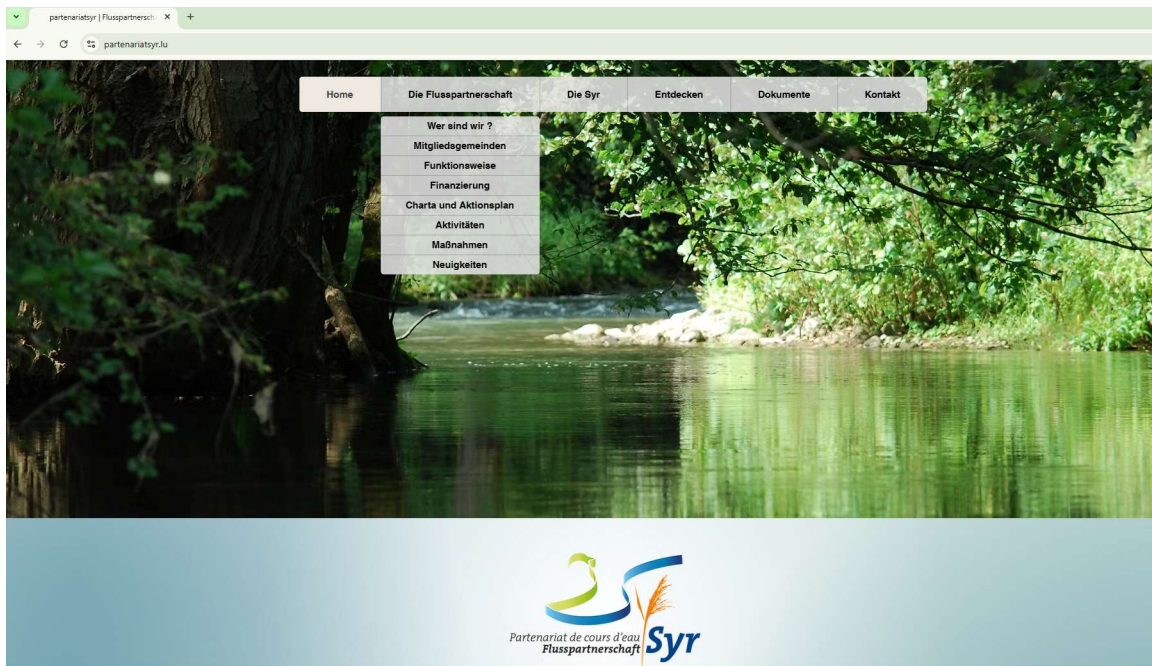 partenariatsyr | Flusspartnersch
partenariatsyr.lu
Home
Die Flusspartnerschaft
Die Syr
Entdecken
Dokumente
Kontakt
Wer sind wir ?
Mitgliedsgemeinden
Funktionsweise
Finanzierung
Charta und Aktionsplan
Aktivitäten
Maßnahmen
Neuigkeiten
Partenariat de cours d'eau
Flusspartnerschaft
Syr